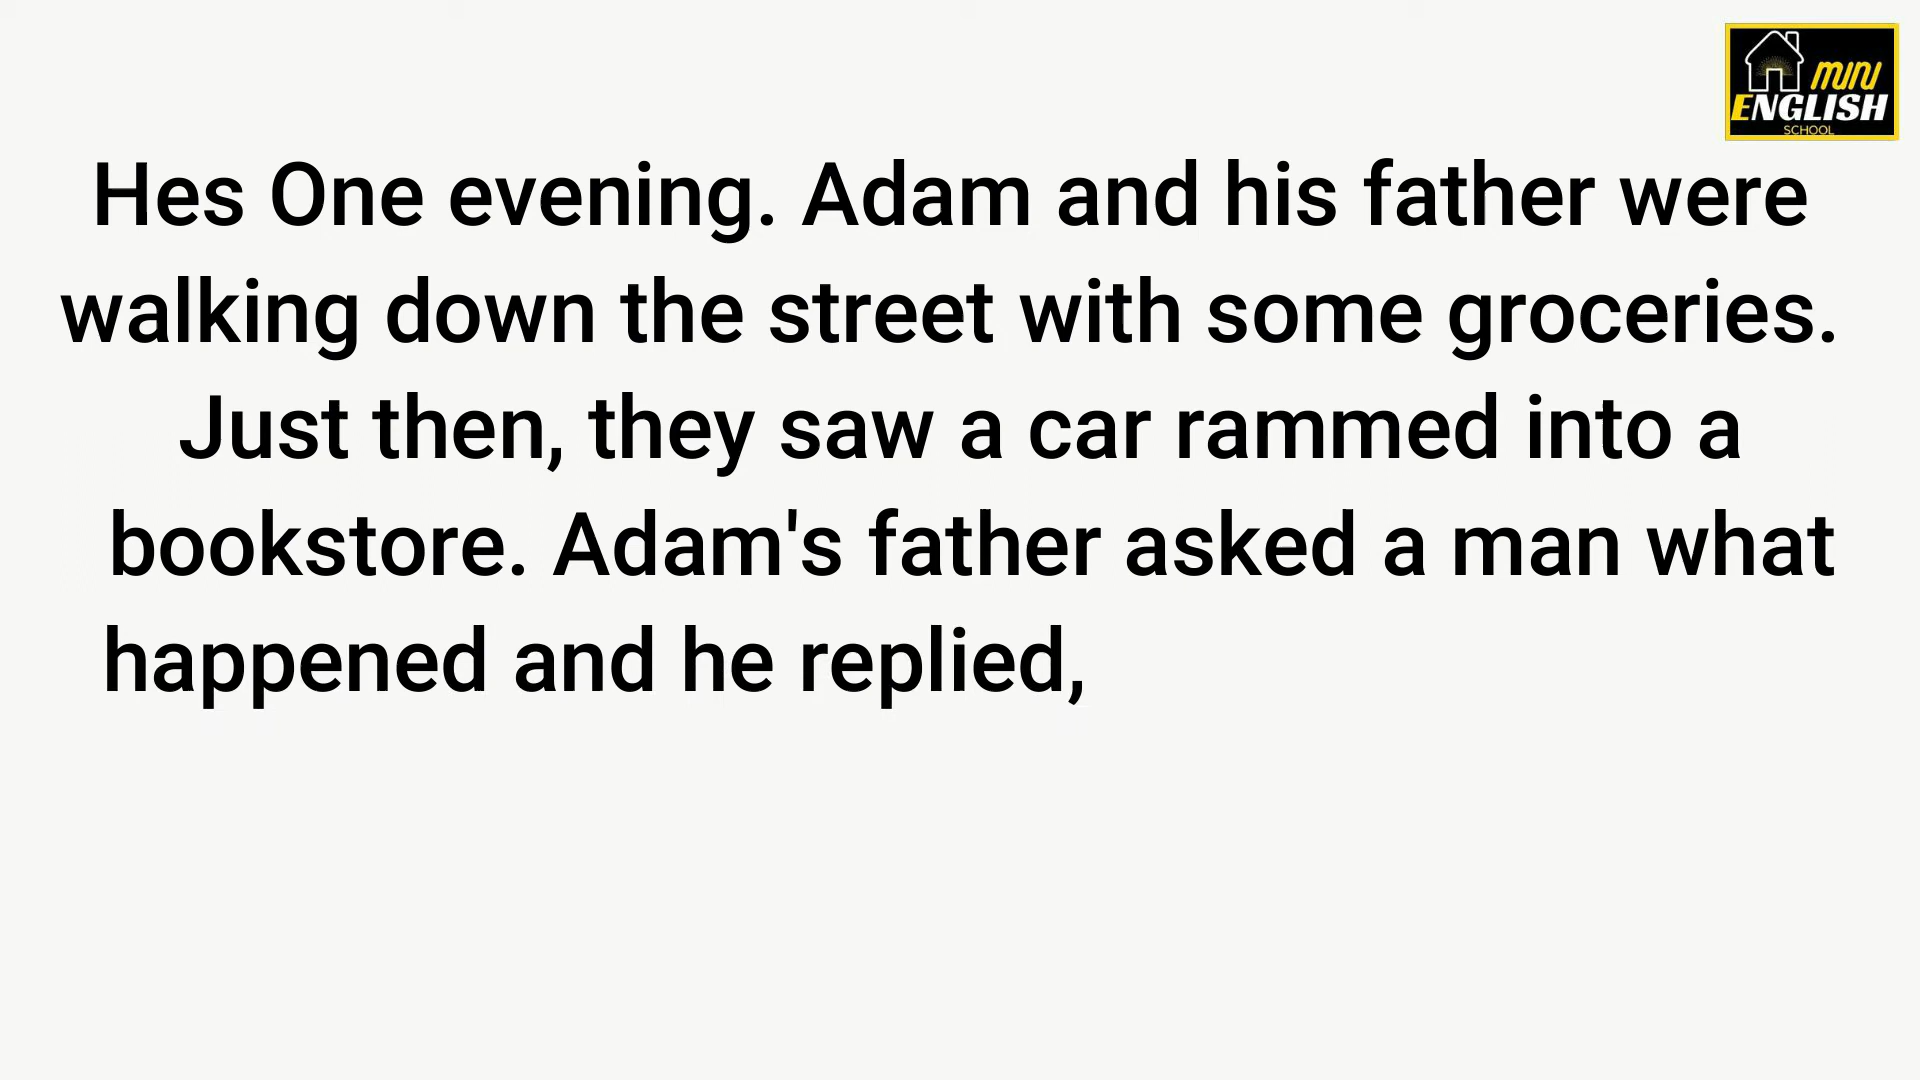 mini
ENGLISH
SCHOOL
Hes One evening. Adam and his father were
walking down the street with some groceries.
Just then, they saw a car rammed into a
bookstore. Adam's father asked a man what
happened and he replied,